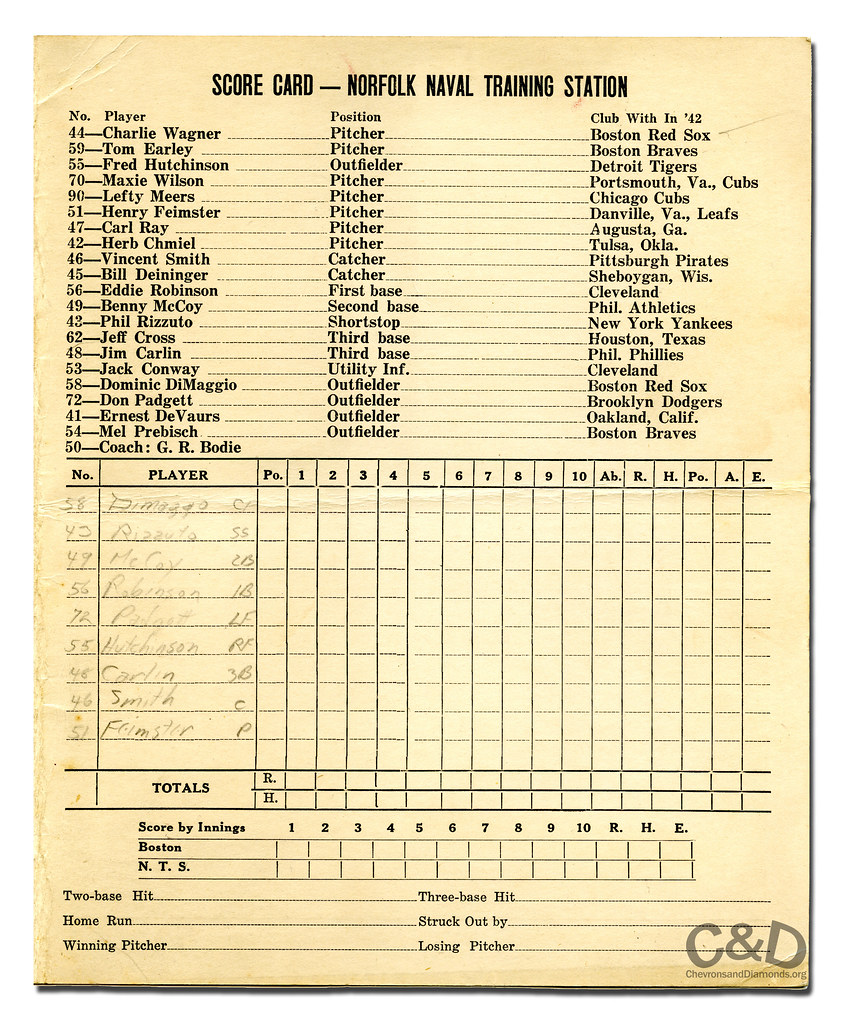 SCORE CARD — NORFOLK NAVAL TRAINING STATION
No. Player Position Club With In '42
44—Charlie Wagner Pitcher Boston Red Sox
59—Tom Earley Pitcher Boston Braves
55—Fred Hutchinson Outfielder Detroit Tigers
70—Maxie Wilson Pitcher Portsmouth, Va., Cubs
90—Lefty Meers Pitcher Chicago Cubs
51—Henry Feimster Pitcher Danville, Va., Leafs
47—Carl Ray Pitcher Augusta, Ga.
42—Herb Chmiel Pitcher Tulsa, Okla.
46—Vincent Smith Catcher Pittsburgh Pirates
45—Bill Deininger Catcher Sheboygan, Wis.
56—Eddie Robinson First base Cleveland
49—Benny McCoy Second base Phil. Athletics
43—Phil Rizzuto Shortstop New York Yankees
62—Jeff Cross Third base Houston, Texas
48—Jim Carlin Third base Phil. Phillies
53—Jack Conway Utility Inf. Cleveland
58—Dominic DiMaggio Outfielder Boston Red Sox
72—Don Padgett Outfielder Brooklyn Dodgers
41—Ernest DeVaurs Outfielder Oakland, Calif.
54—Mel Prebisch Outfielder Boston Braves
50—Coach: G. R. Bodie
No. PLAYER Po. 1 2 3 4 5 6 7 8 9 10 Ab. R. H. Po. A. E.
58 Dimaggo CF
43 Rizzuto SS
49 McCoy 2B
56 Robinson 1B
72 Padgett LF
55 Hutchinson RF
48 Carlin 3B
46 Smith C
51 Feimster P
TOTALS R.
H.
Score by Innings 1 2 3 4 5 6 7 8 9 10 R. H. E.
Boston
N. T. S.
Two-base Hit Three-base Hit
Home Run Struck Out by
Winning Pitcher Losing Pitcher
C&D
ChevronsandDiamonds.org